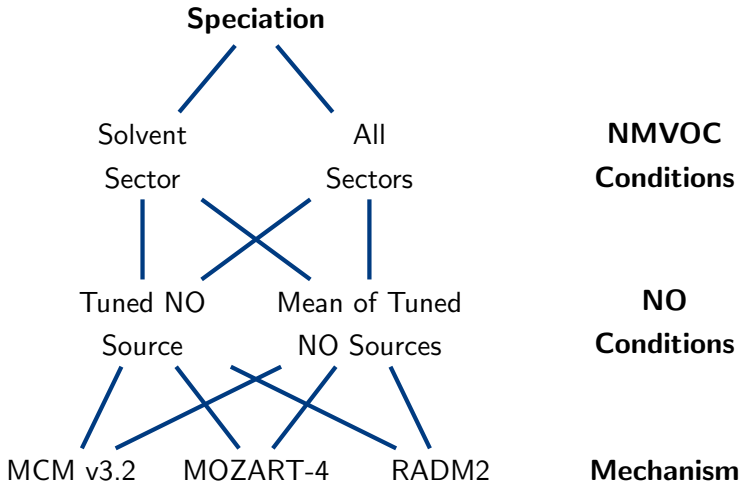 Speciation
Solvent All NMVOC
Sector Sectors Conditions
Tuned NO Mean of Tuned NO
Source NO Sources Conditions
MCM v3.2 MOZART-4 RADM2 Mechanism